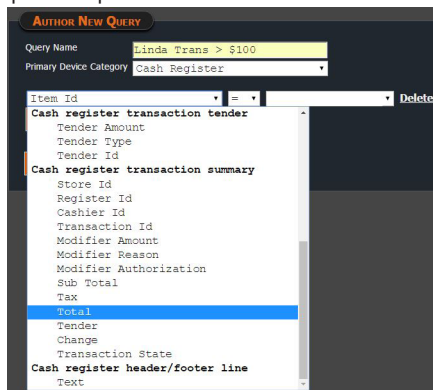 Author New Query
Query Name Linda Trans > $100
Primary Device Category Cash Register
Item Id = Delete
Cash register transaction tender
Tender Amount
Tender Type
Tender Id
Cash register transaction summary
Store Id
Register Id
Cashier Id
Transaction Id
Modifier Amount
Modifier Reason
Modifier Authorization
Sub Total
Tax
Total
Tender
Change
Transaction State
Cash register header/footer line
Text